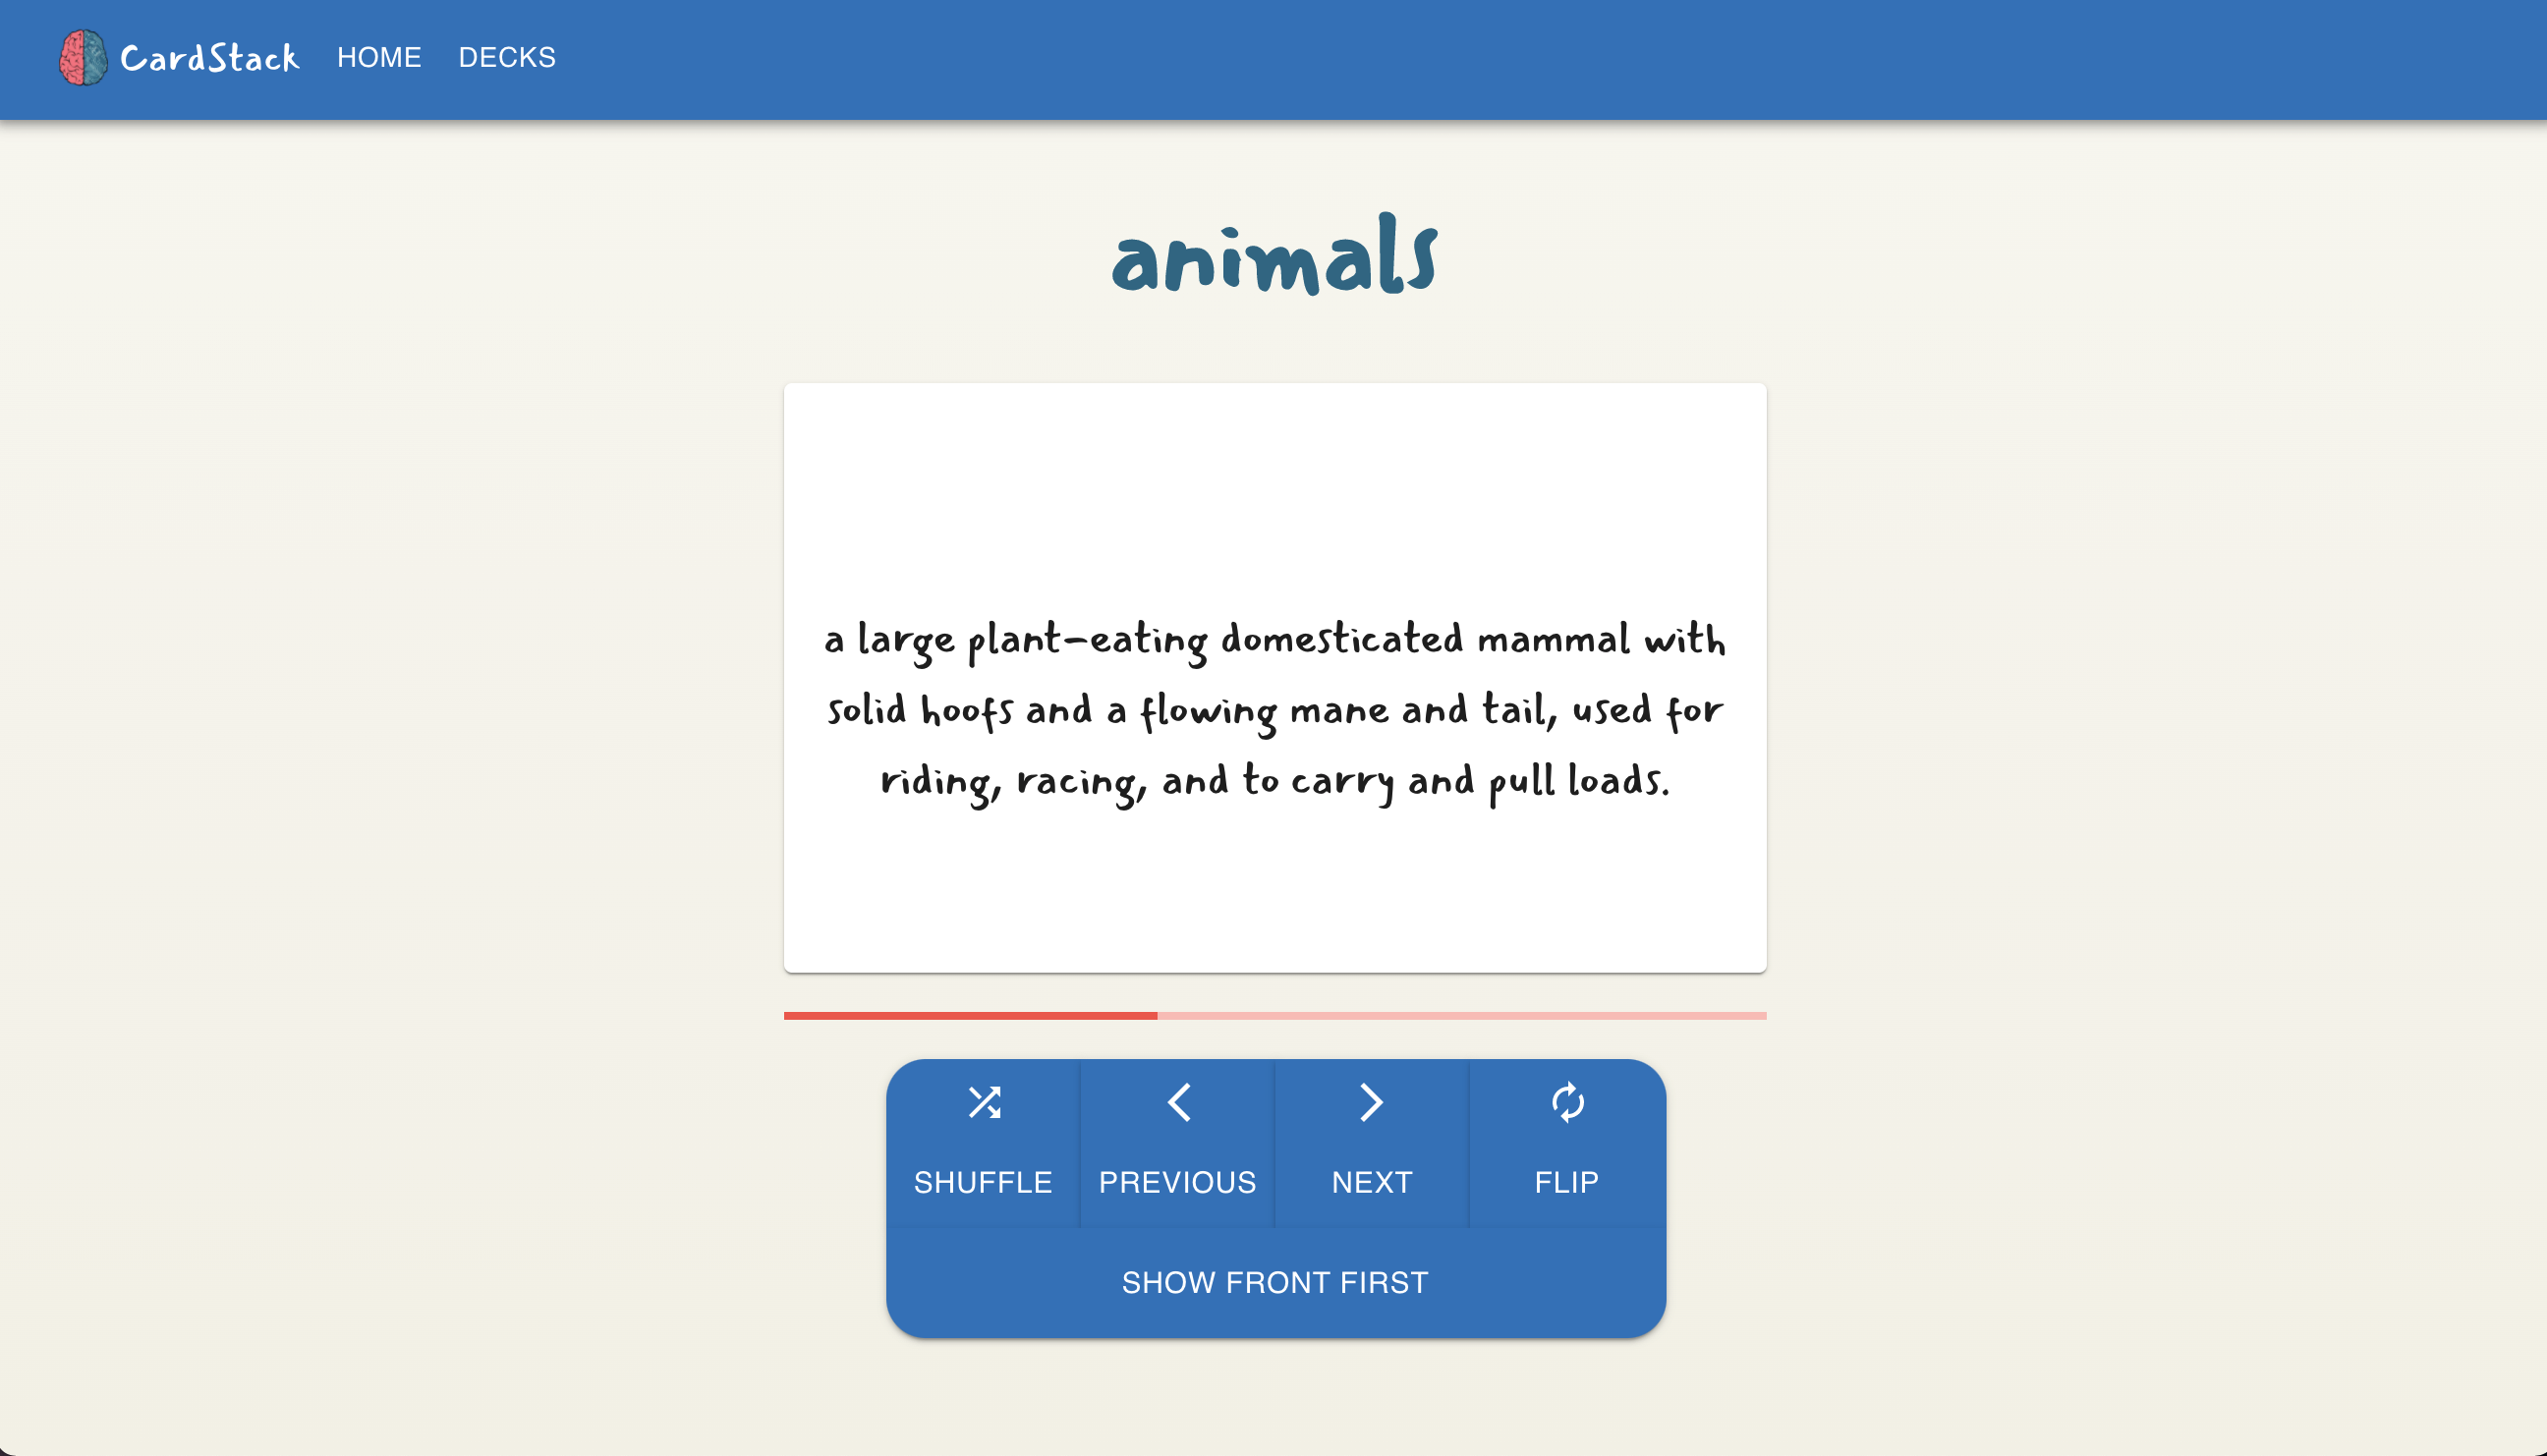 CardStack HOME DECKS
animals
a large plant-eating domesticated mammal with
solid hoofs and a flowing mane and tail, used for
riding, racing, and to carry and pull loads.
SHUFFLE PREVIOUS NEXT FLIP
SHOW FRONT FIRST